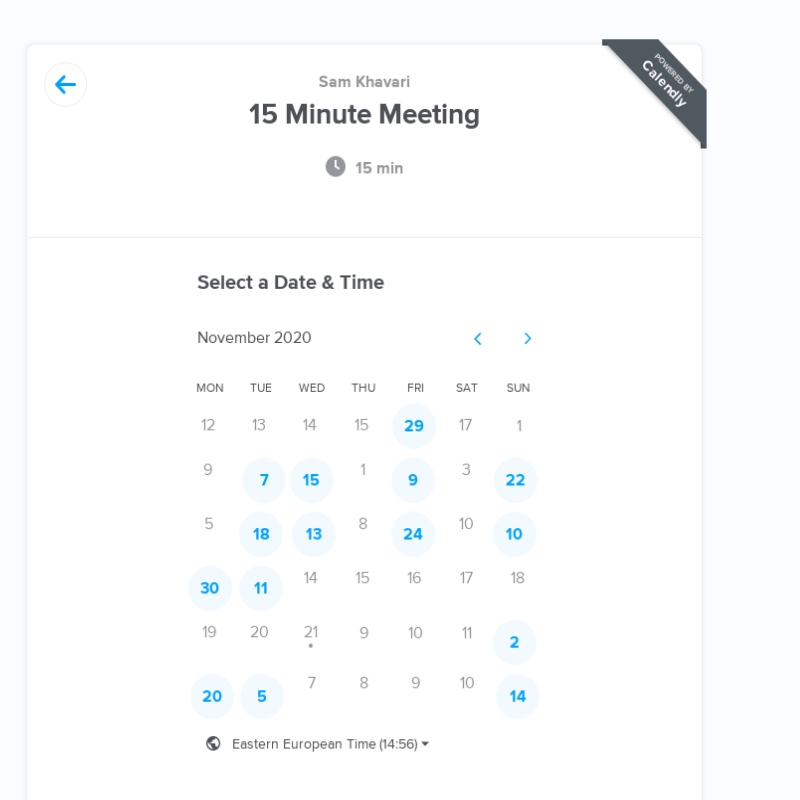 POWERED BY
Calendly
Sam Khavari
15 Minute Meeting
15 min
Select a Date & Time
November 2020
MON TUE WED THU FRI SAT SUN
12 13 14 15 29 17 1
9 7 15 1 9 3 22
5 18 13 8 24 10 10
30 11 14 15 16 17 18
19 20 21 9 10 11 2
20 5 7 8 9 10 14
Eastern European Time (14:56)